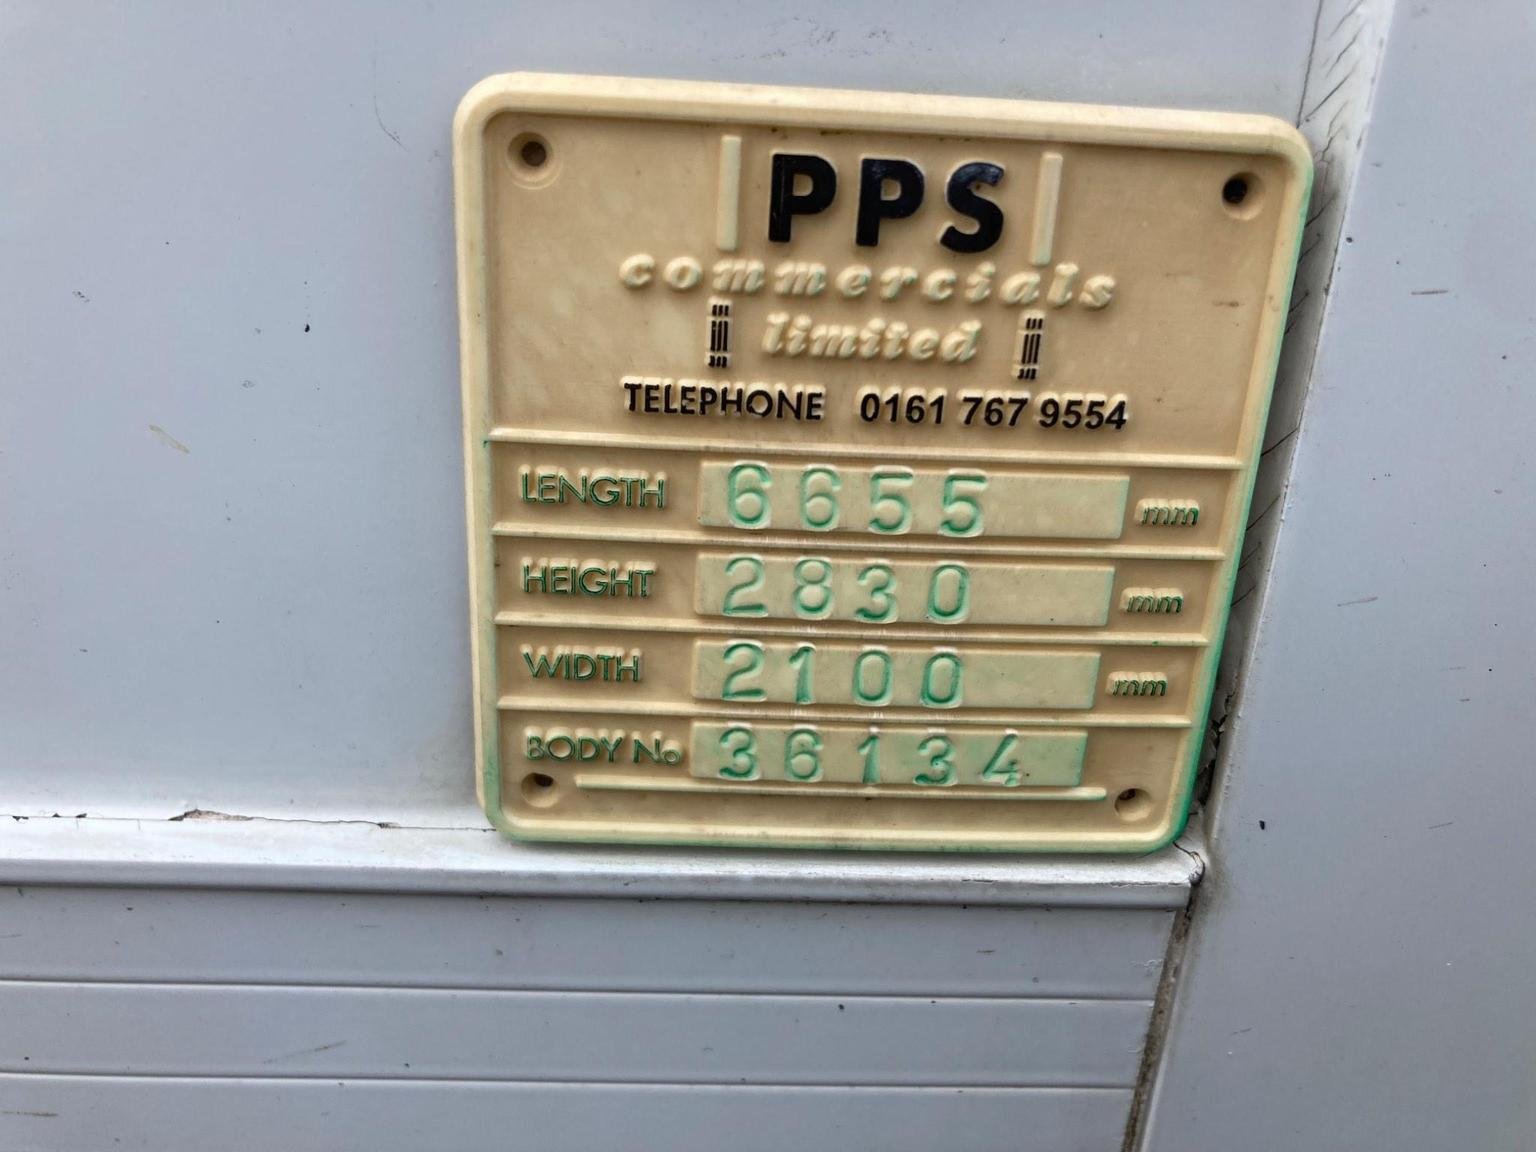 PPS
commercials
limited
TELEPHONE 0161 767 9554
LENGTH 6655 mm
HEIGHT 2830 mm
WIDTH 2100 mm
BODY No 36134